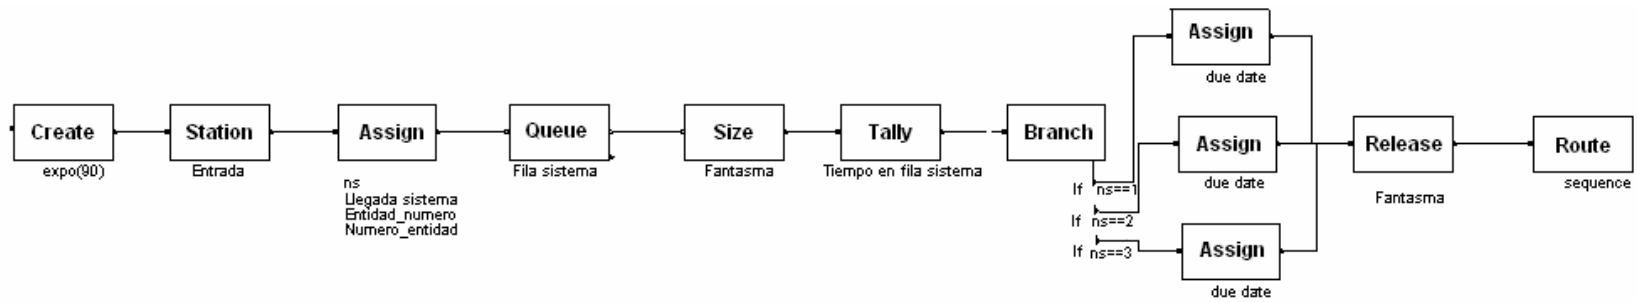 Create
expo(90)
Station
Entrada
Assign
ns
Llegada sistema
Entidad_numero
Numero_entidad
Queue
Fila sistema
Size
Fantasma
Tally
Tiempo en fila sistema
Branch
If ns==1
If ns==2
If ns==3
Assign
due date
Assign
due date
Assign
due date
Release
Fantasma
Route
sequence